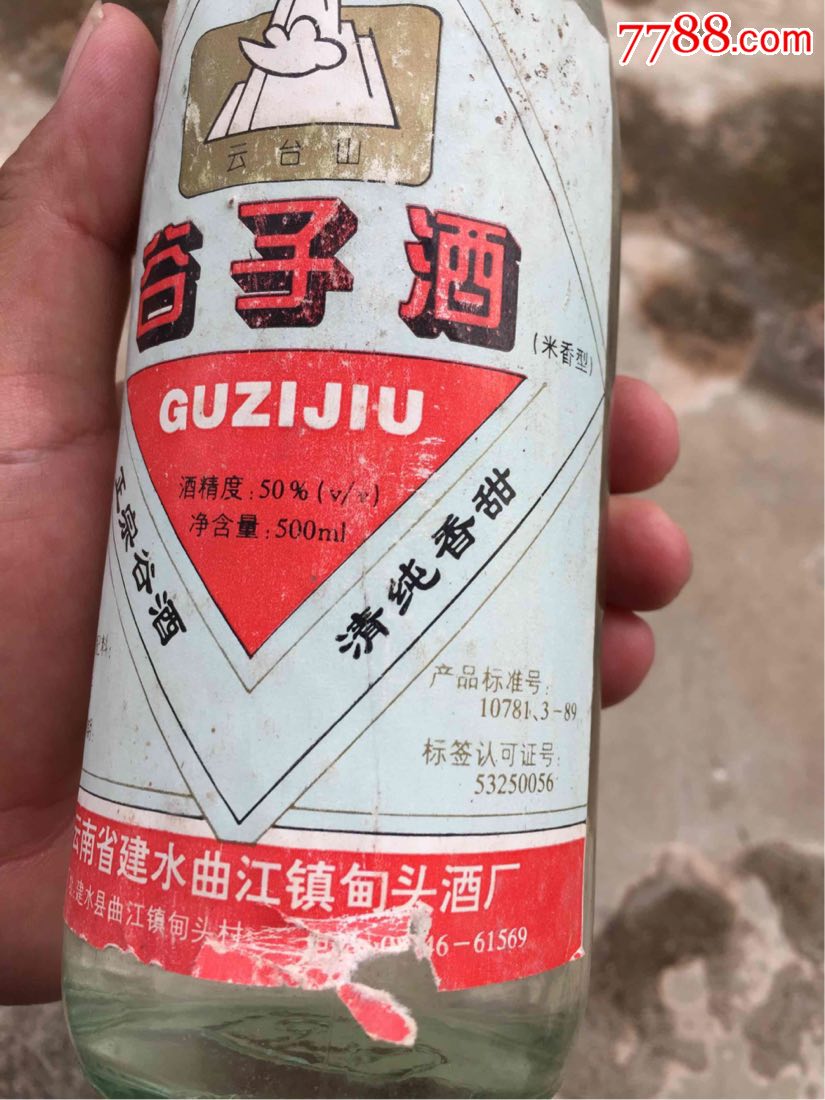 7788.com
云台山
谷子酒
(米香型)
GUZIJIU
酒精度:50%(v/v)
净含量:500ml
正宗谷酒
清纯香甜
产品标准号:
10781、3-89
标签认可证号:
53250056
云南省建水曲江镇甸头酒厂
建水县曲江镇甸头村
46-61569